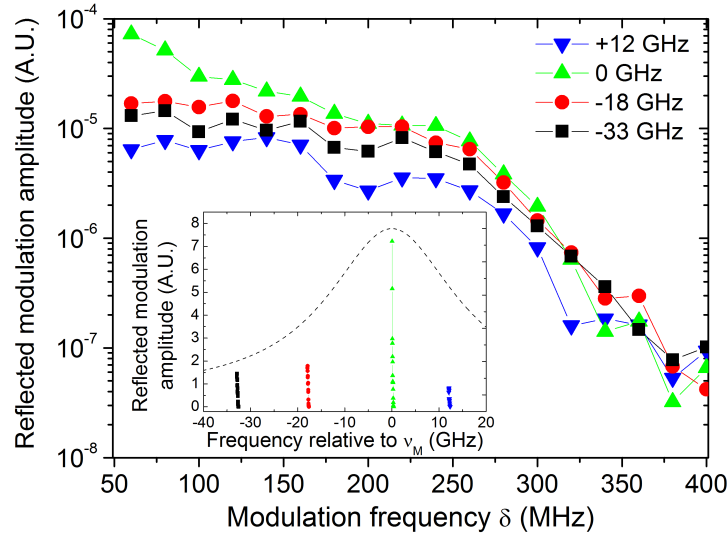 Reflected modulation amplitude (A.U.)
10^-4
10^-5
10^-6
10^-7
10^-8
+12 GHz
0 GHz
-18 GHz
-33 GHz
Reflected modulation
amplitude (A.U.)
8
7
6
5
4
3
2
1
0
-40 -30 -20 -10 0 10 20
Frequency relative to ν_M (GHz)
50 100 150 200 250 300 350 400
Modulation frequency δ (MHz)